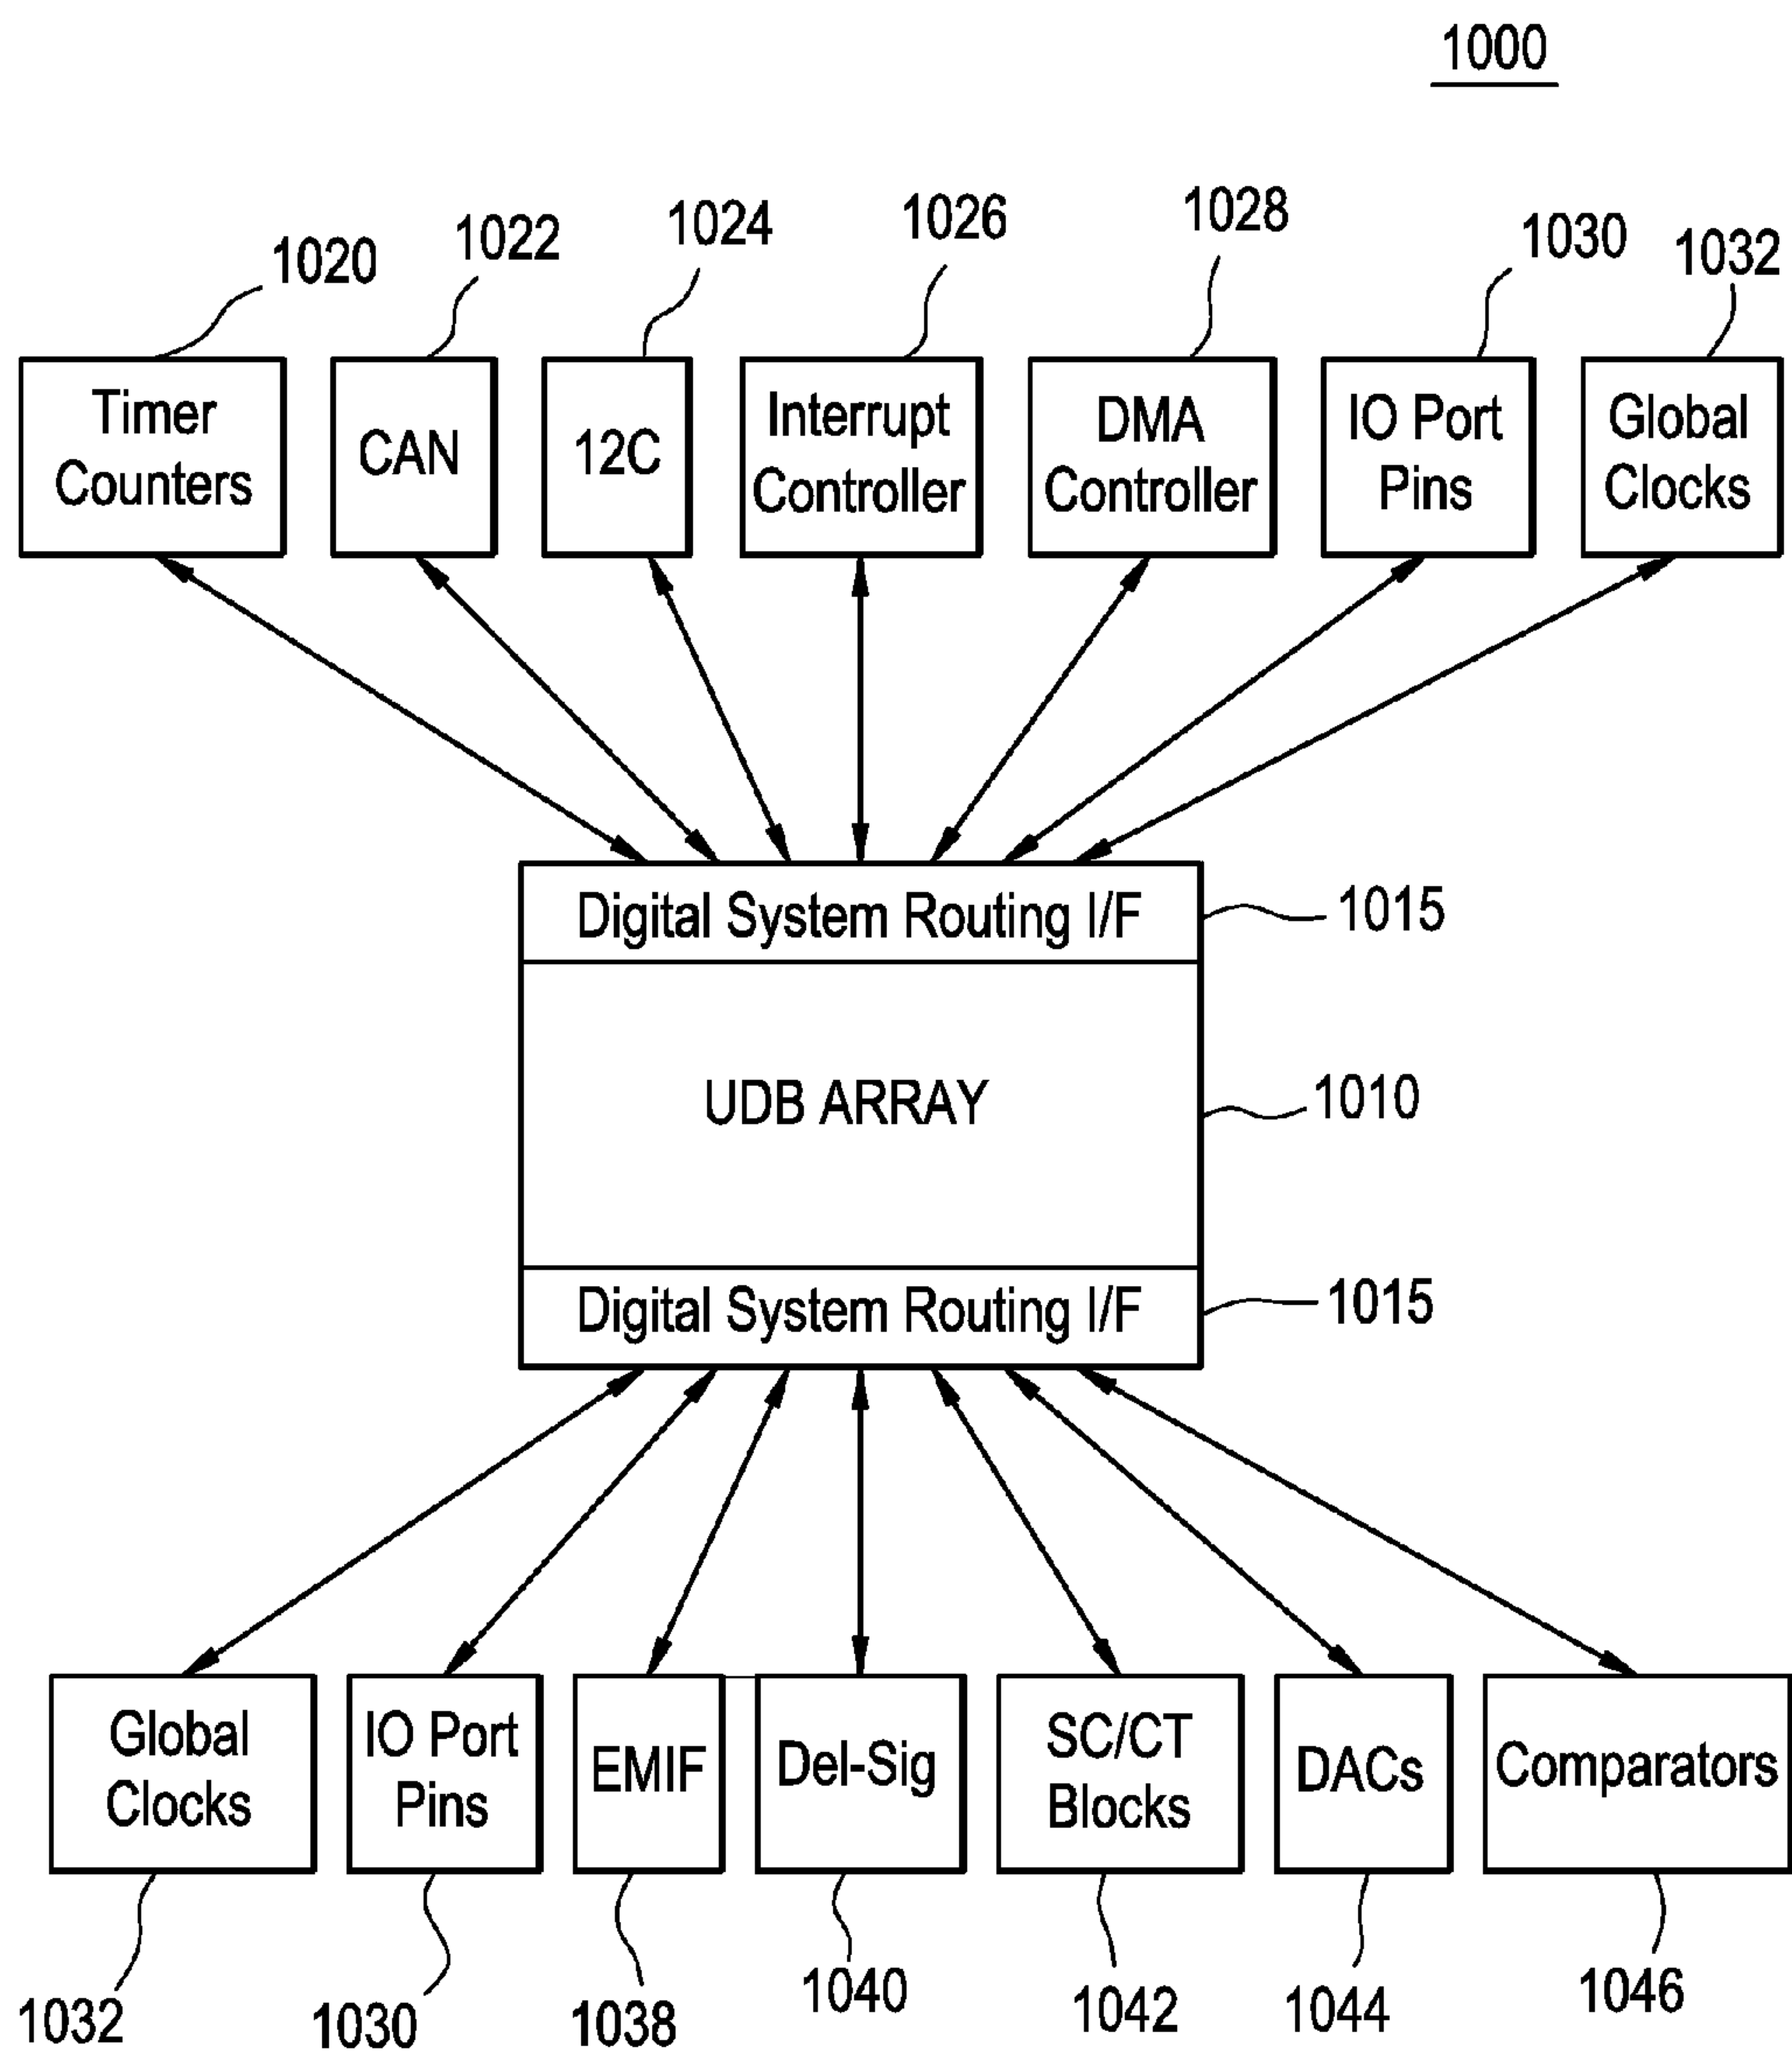 1000
1020
1022
1024
1026
1028
1030
1032
Timer
Counters
CAN
12C
Interrupt
Controller
DMA
Controller
IO Port
Pins
Global
Clocks
Digital System Routing I/F
1015
UDB ARRAY
1010
Digital System Routing I/F
1015
Global
Clocks
IO Port
Pins
EMIF
Del-Sig
SC/CT
Blocks
DACs
Comparators
1032
1030
1038
1040
1042
1044
1046